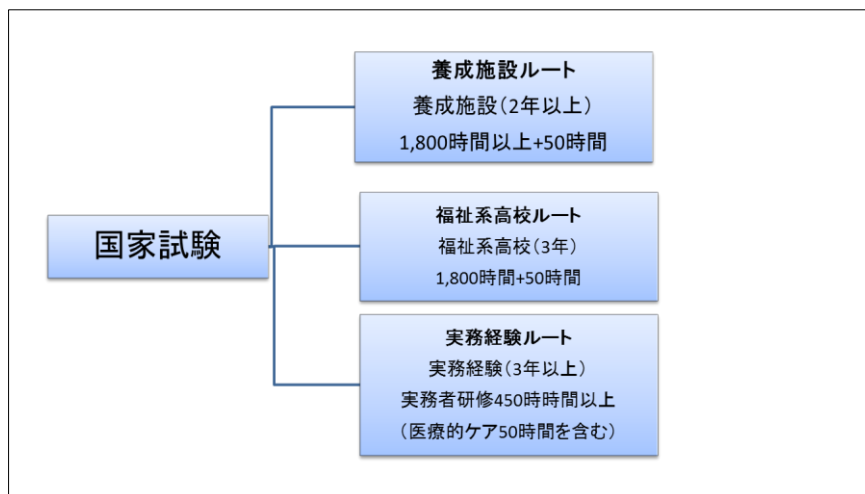 国家試験
養成施設ルート
養成施設（2年以上）
1,800時間以上+50時間
福祉系高校ルート
福祉系高校（3年）
1,800時間+50時間
実務経験ルート
実務経験（3年以上）
実務者研修450時時間以上
（医療的ケア50時間を含む）